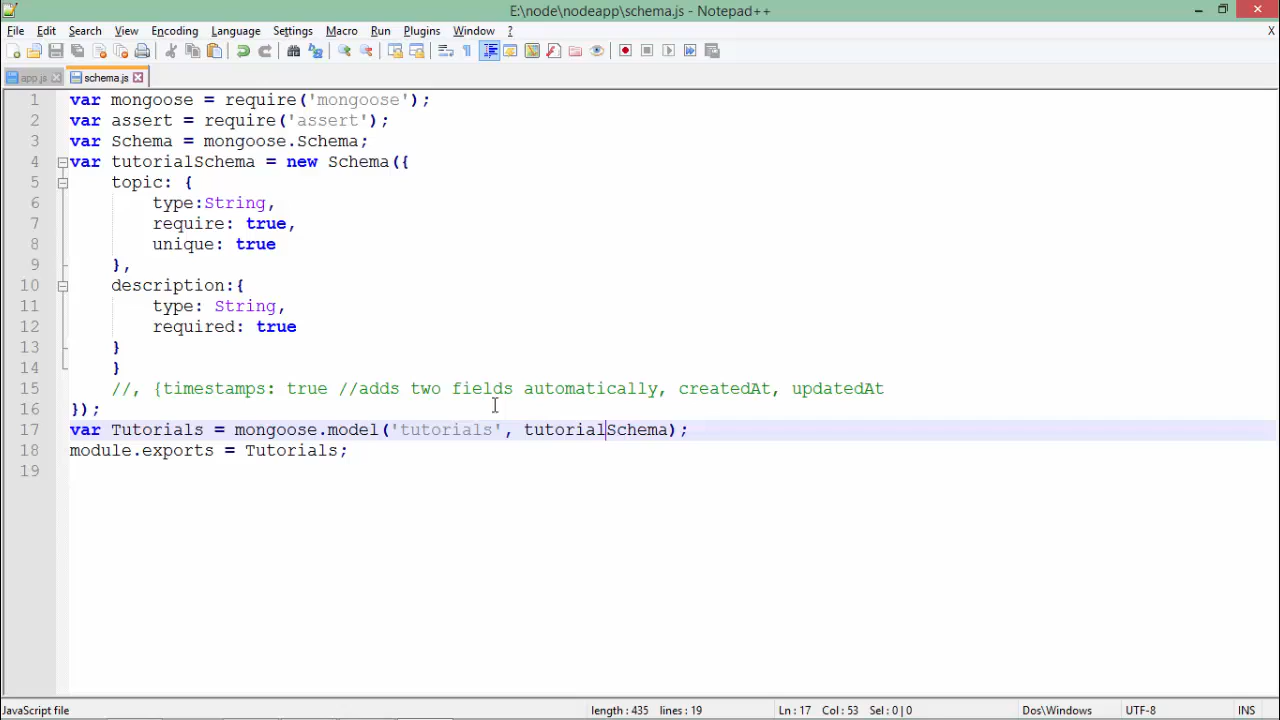 E:\node\nodeapp\schema.js - Notepad++
File Edit Search View Encoding Language Settings Macro Run Plugins Window ? X
app.js schema.js
1 var mongoose = require('mongoose');
2 var assert = require('assert');
3 var Schema = mongoose.Schema;
4 var tutorialSchema = new Schema({
5 topic: {
6 type:String,
7 require: true,
8 unique: true
9 },
10 description:{
11 type: String,
12 required: true
13 }
14 }
15 //, {timestamps: true //adds two fields automatically, createdAt, updatedAt
16 });
17 var Tutorials = mongoose.model('tutorials', tutorialSchema);
18 module.exports = Tutorials;
19
JavaScript file length : 435 lines : 19 Ln : 17 Col : 53 Sel : 0 | 0 Dos\Windows UTF-8 INS